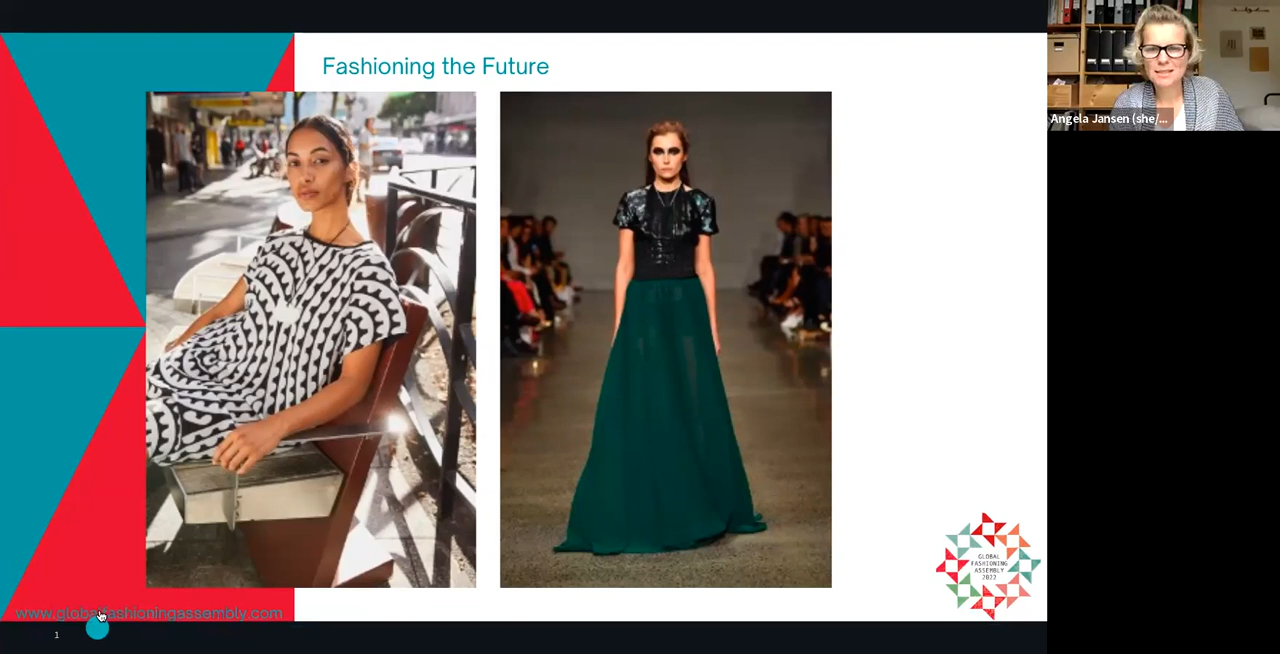 Fashioning the Future
Angela Jansen (she/...
GLOBAL
FASHIONING
ASSEMBLY
2022
www.globalfashioningassembly.com
1